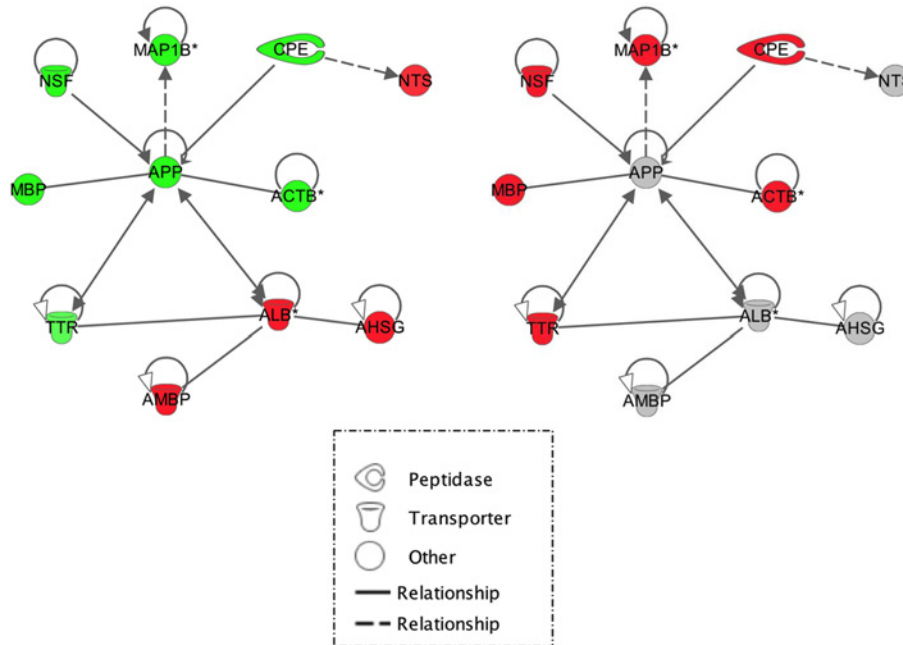 MAP1B*
CPE
NSF
NTS
MBP
APP
ACTB*
TTR
ALB*
AHSG
AMBP
MAP1B*
CPE
NSF
NTS
MBP
APP
ACTB*
TTR
ALB*
AHSG
AMBP
Peptidase
Transporter
Other
Relationship
Relationship